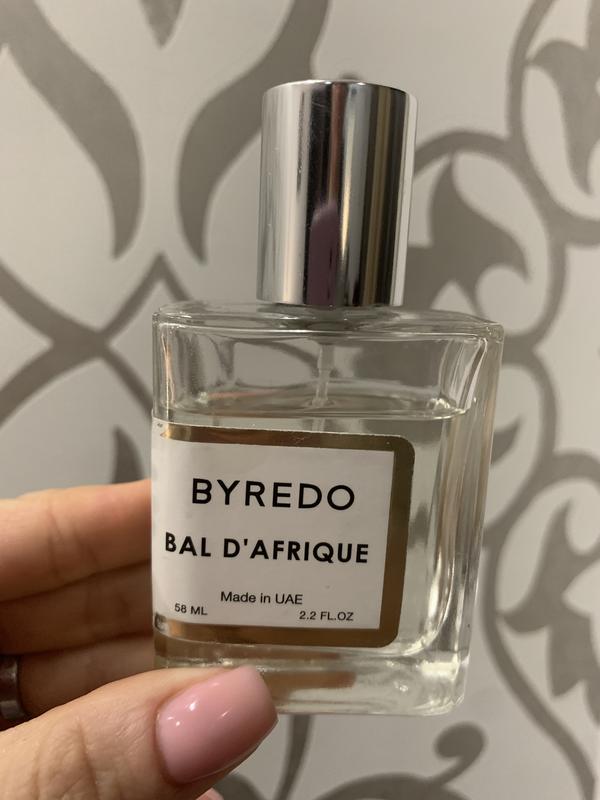 BYREDO
BAL D'AFRIQUE
Made in UAE
58 ML 2.2 FL.OZ